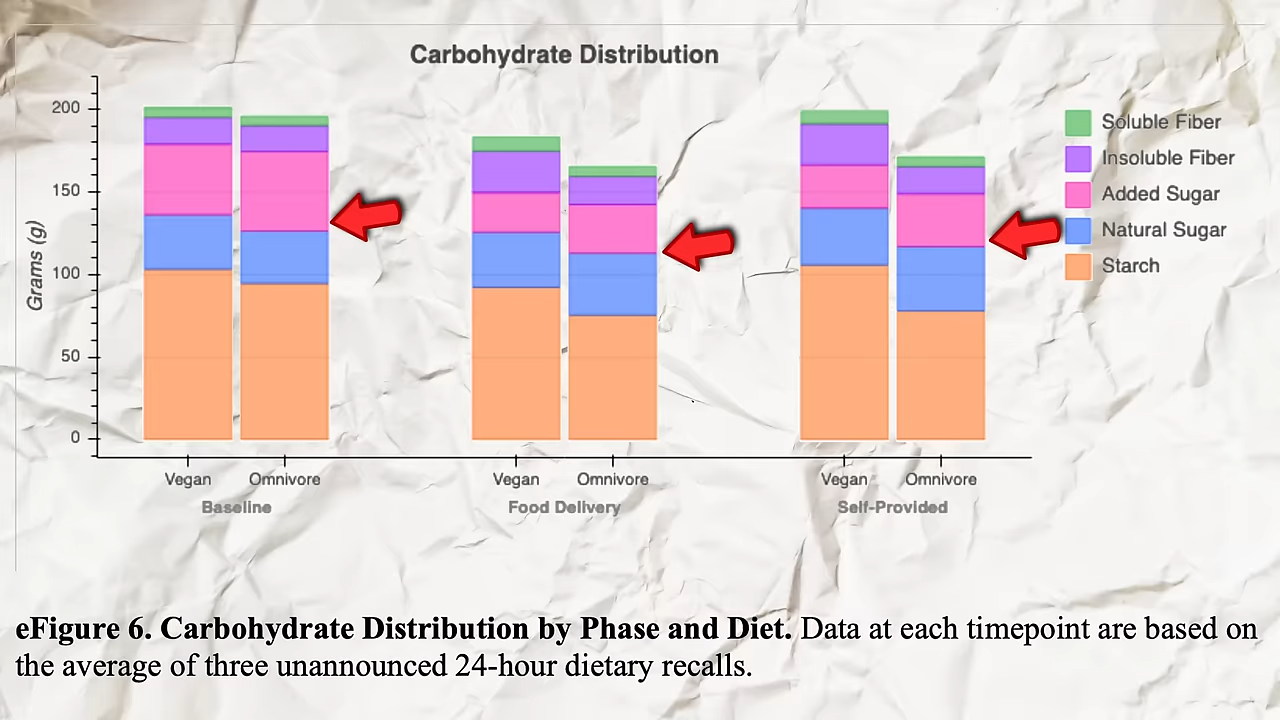 Carbohydrate Distribution
Grams (g)
200
150
100
50
0
Soluble Fiber
Insoluble Fiber
Added Sugar
Natural Sugar
Starch
Vegan Omnivore Vegan Omnivore Vegan Omnivore
Baseline Food Delivery Self-Provided
eFigure 6. Carbohydrate Distribution by Phase and Diet. Data at each timepoint are based on
the average of three unannounced 24-hour dietary recalls.